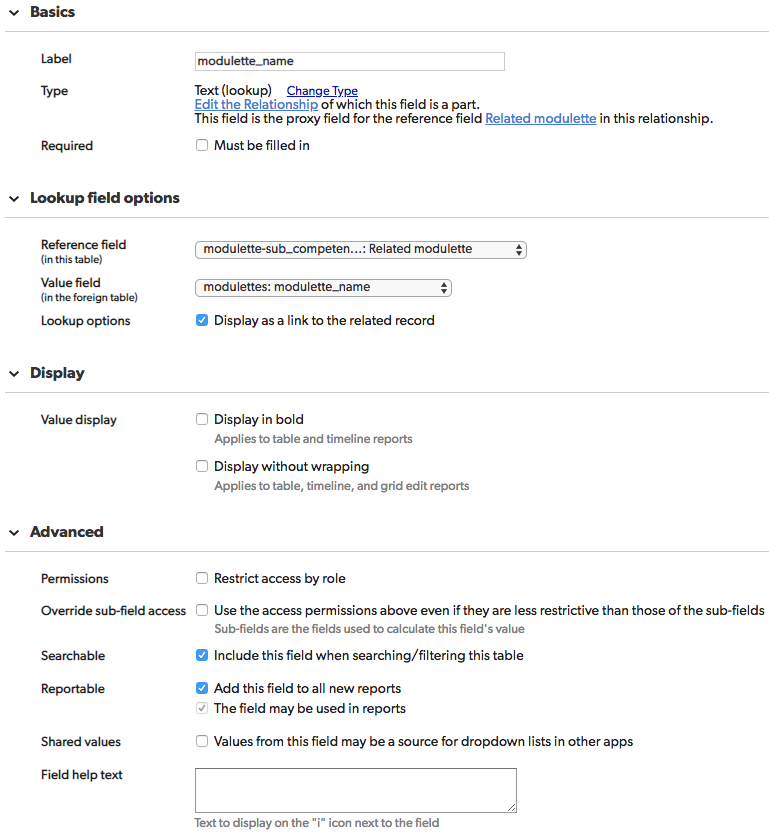 Basics
Label modulette_name
Type Text (lookup) Change Type
Edit the Relationship of which this field is a part.
This field is the proxy field for the reference field Related modulette in this relationship.
Required Must be filled in
Lookup field options
Reference field modulette-sub_competen...: Related modulette
(in this table)
Value field modulettes: modulette_name
(in the foreign table)
Lookup options Display as a link to the related record
Display
Value display Display in bold
Applies to table and timeline reports
Display without wrapping
Applies to table, timeline, and grid edit reports
Advanced
Permissions Restrict access by role
Override sub-field access Use the access permissions above even if they are less restrictive than those of the sub-fields
Sub-fields are the fields used to calculate this field's value
Searchable Include this field when searching/filtering this table
Reportable Add this field to all new reports
The field may be used in reports
Shared values Values from this field may be a source for dropdown lists in other apps
Field help text
Text to display on the "i" icon next to the field